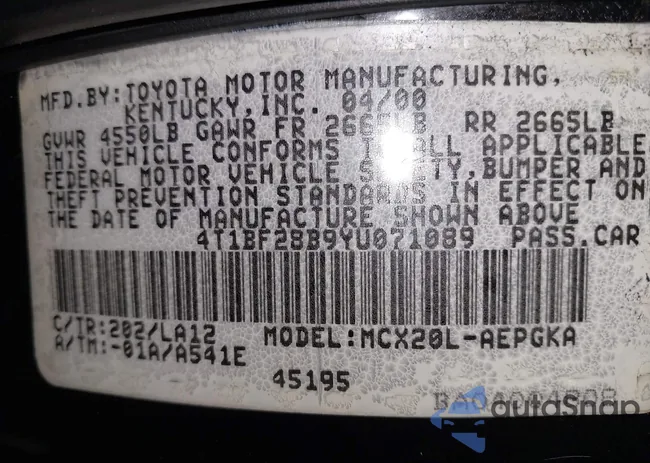 MFD.BY:TOYOTA MOTOR MANUFACTURING,
KENTUCKY,INC. 04/00
GVWR 4550LB GAWR FR 2665LB RR 2665LB
THIS VEHICLE CONFORMS TO ALL APPLICABLE
FEDERAL MOTOR VEHICLE SAFETY,BUMPER,AND
THEFT PREVENTION STANDARDS IN EFFECT ON
THE DATE OF MANUFACTURE SHOWN ABOVE
4T1BF28B9YU071089 PASS.CAR
C/TR:202/LA12 MODEL:MCX20L-AEPGKA
A/TM:-01A/A541E
45195
autoSnap